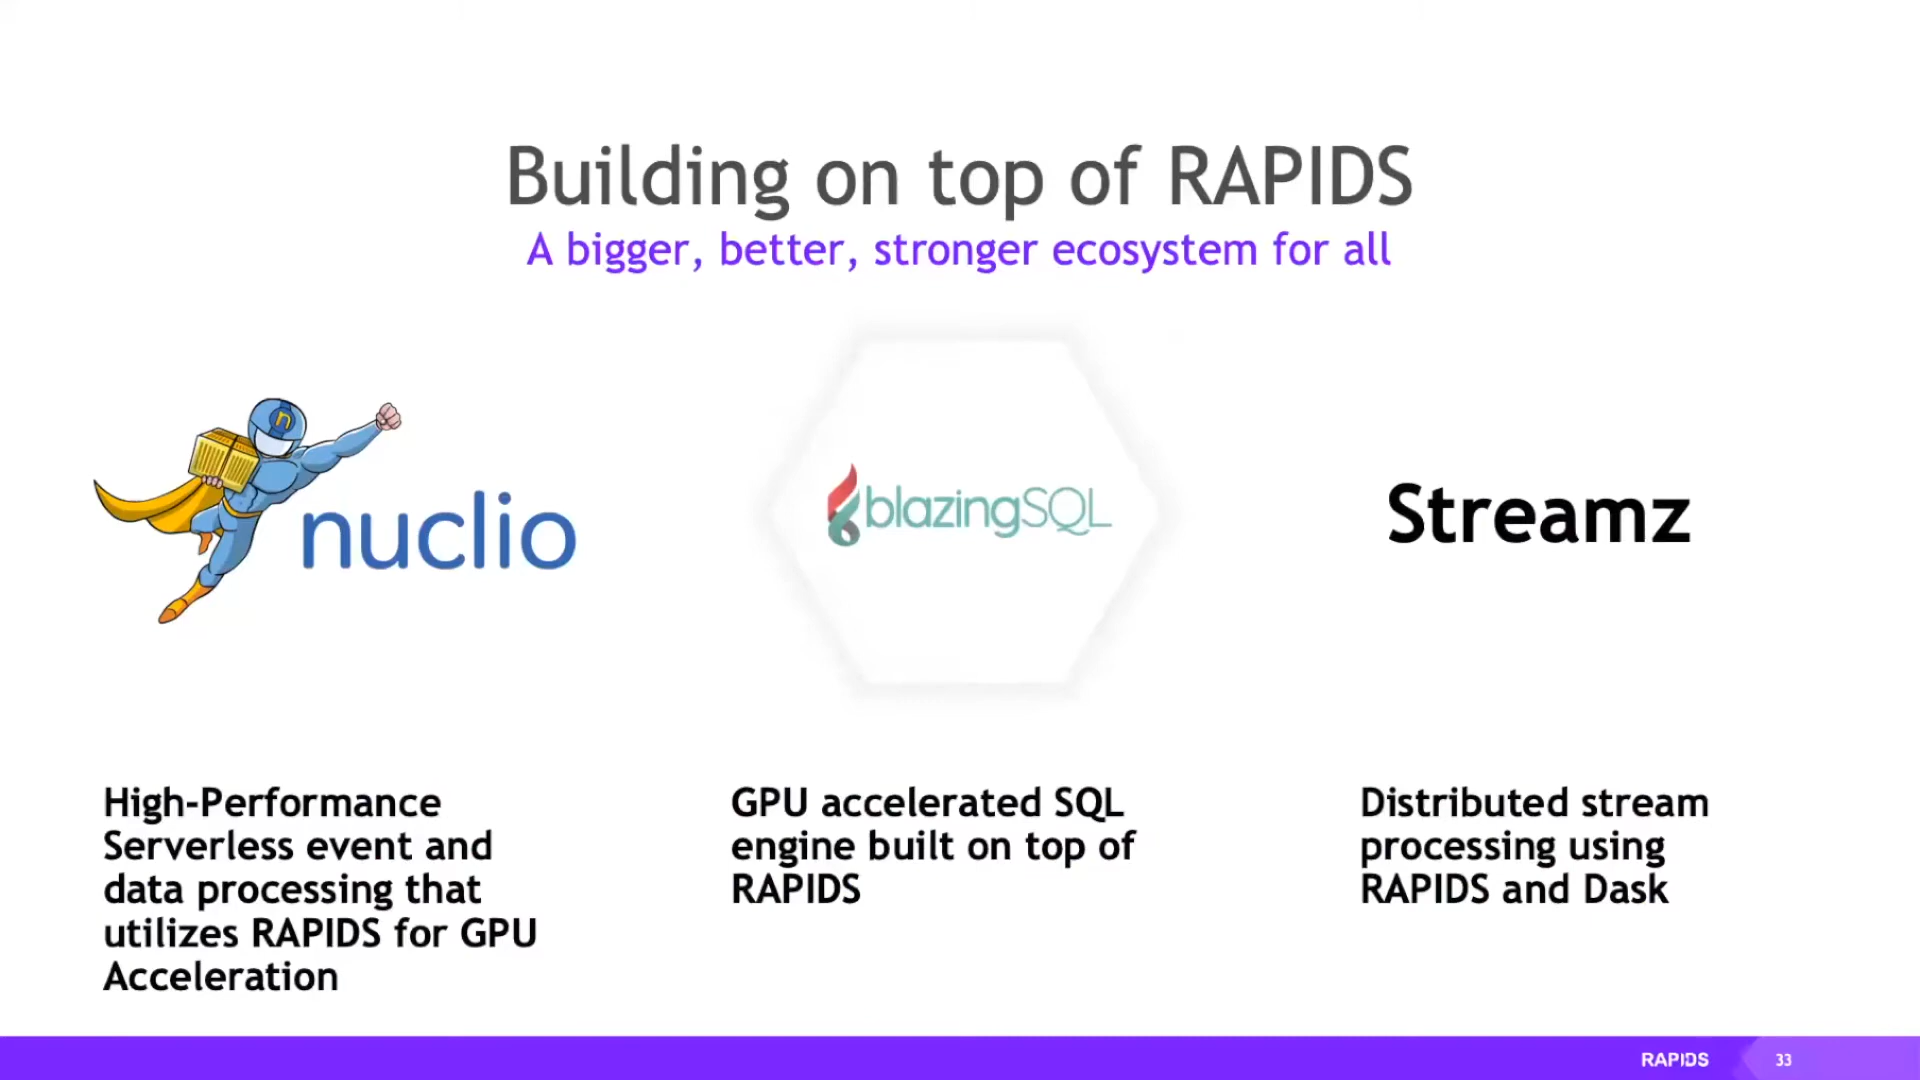 Building on top of RAPIDS
A bigger, better, stronger ecosystem for all
n
nuclio
blazingSQL
Streamz
High-Performance
Serverless event and
data processing that
utilizes RAPIDS for GPU
Acceleration
GPU accelerated SQL
engine built on top of
RAPIDS
Distributed stream
processing using
RAPIDS and Dask
RAPIDS
33